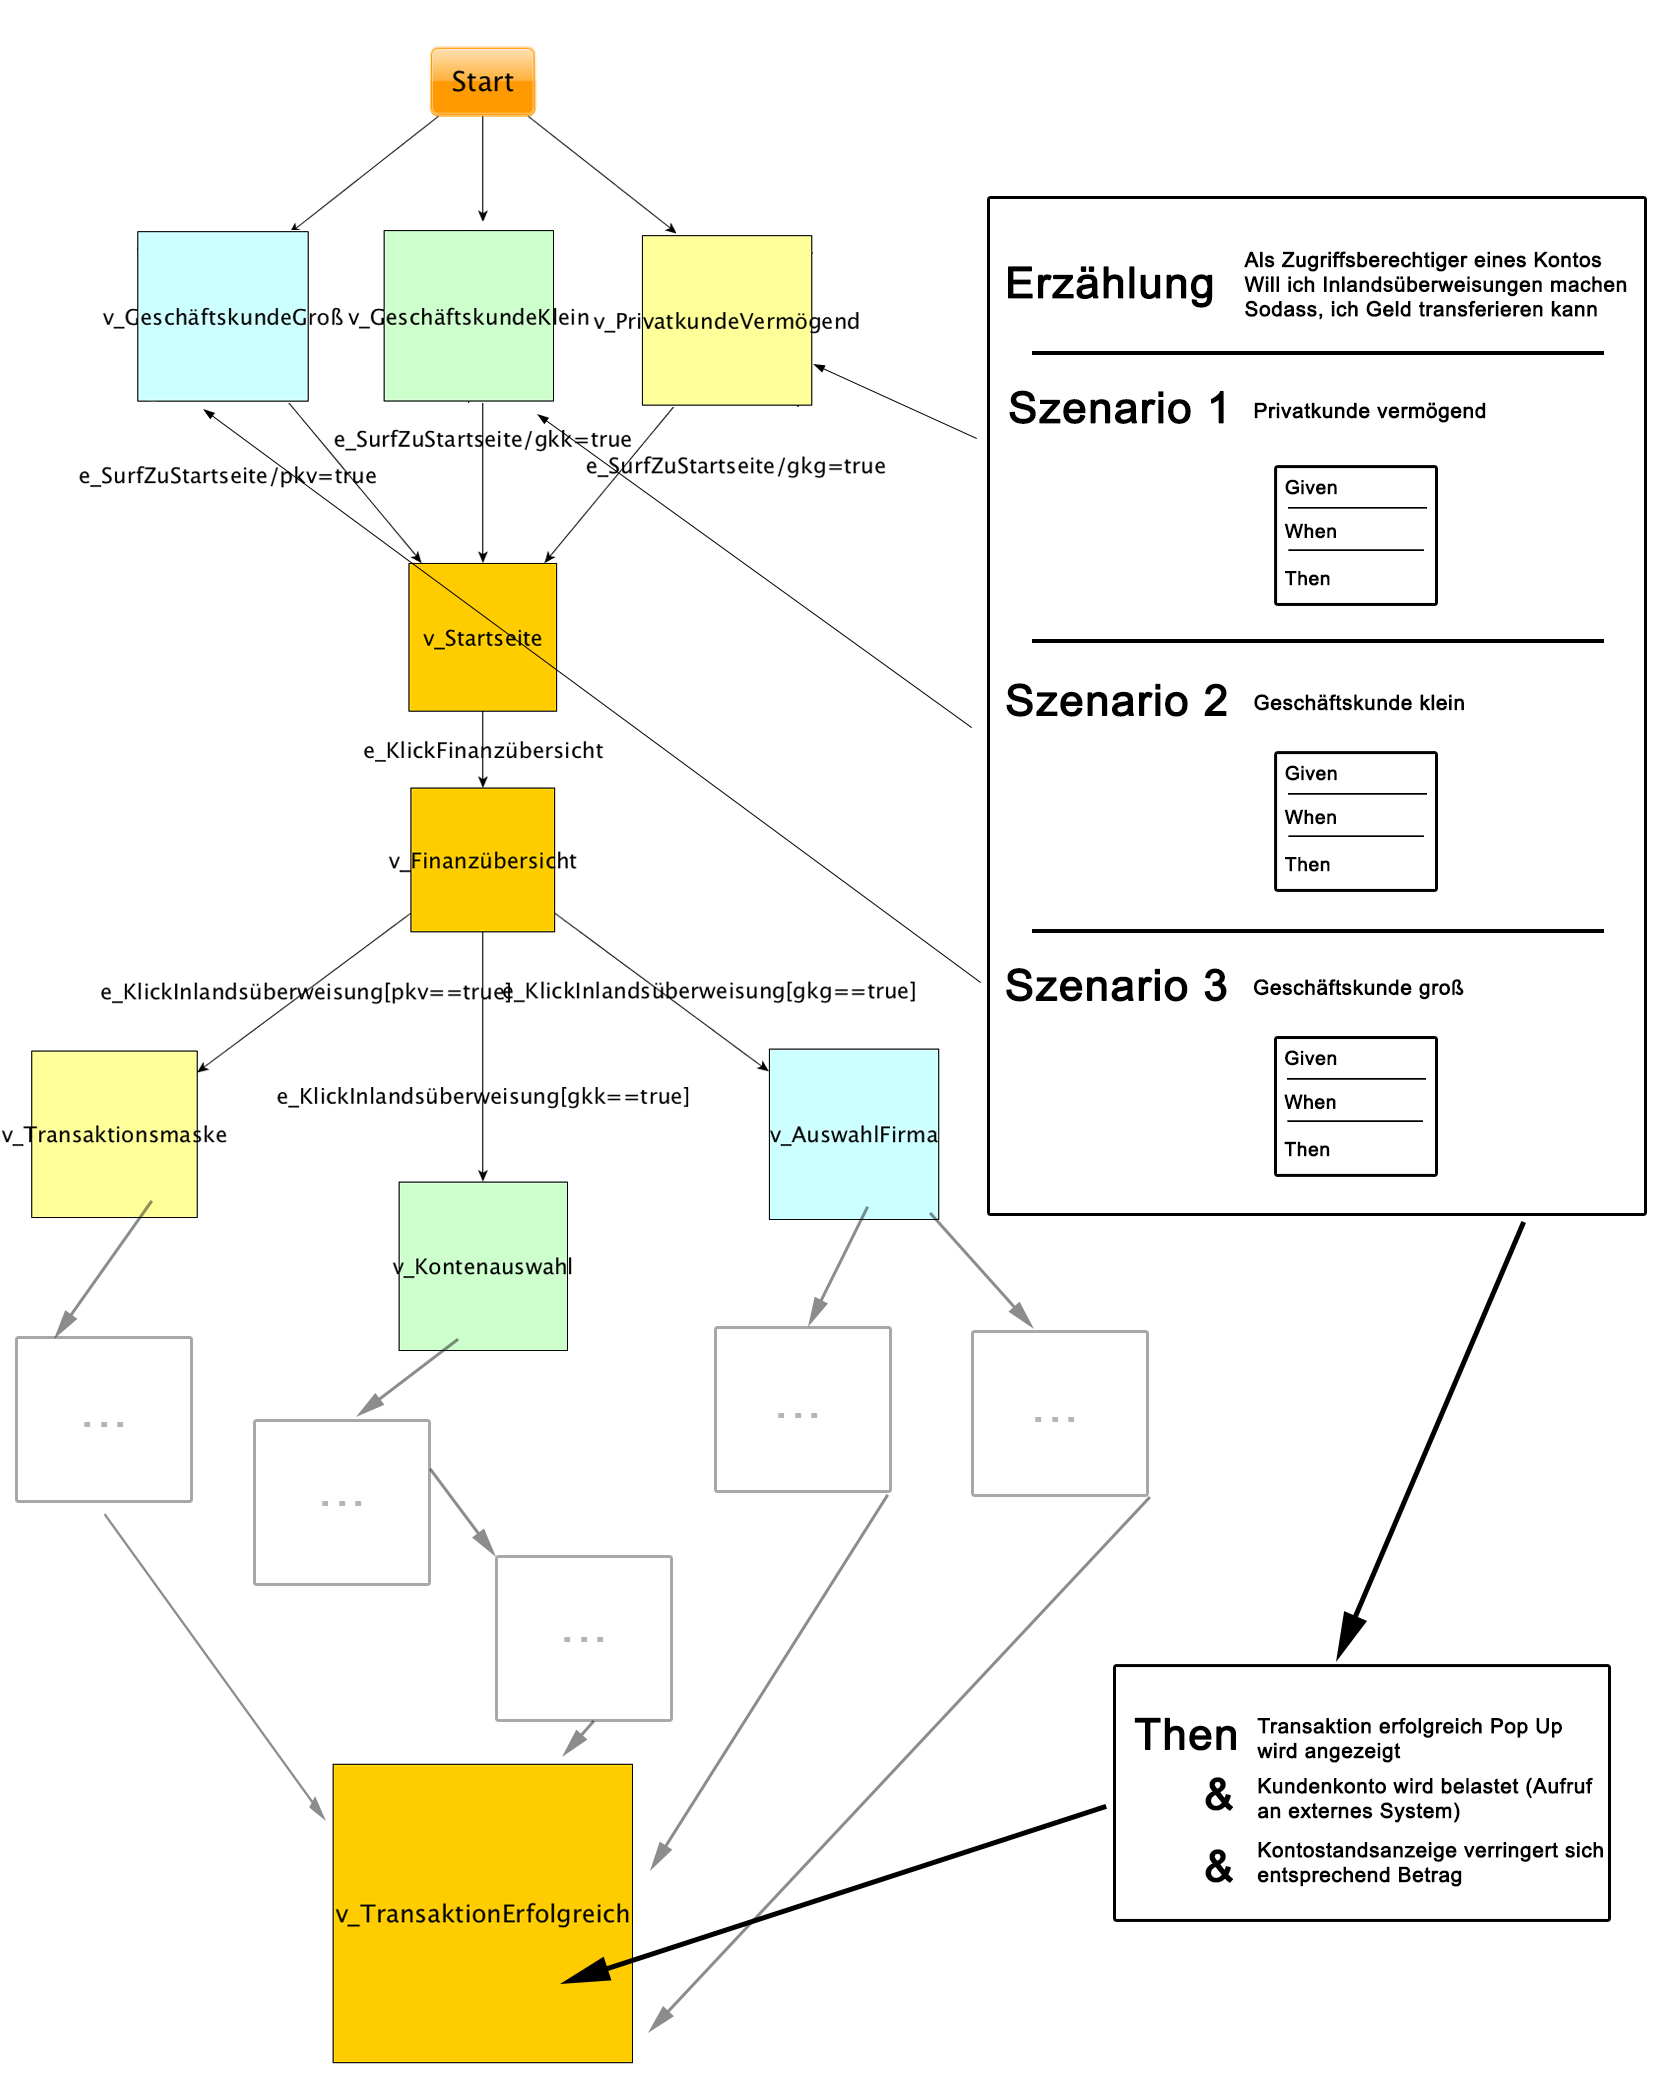 Start
v_GeschäftskundeGroß
v_GeschäftskundeKlein
v_PrivatkundeVermögend
e_SurfZuStartseite/gkk=true
e_SurfZuStartseite/gkg=true
e_SurfZuStartseite/pkv=true
v_Startseite
e_KlickFinanzübersicht
v_Finanzübersicht
e_KlickInlandsüberweisung[pkv==true]
e_KlickInlandsüberweisung[gkg==true]
e_KlickInlandsüberweisung[gkk==true]
v_Transaktionsmaske
v_AuswahlFirma
v_Kontenauswahl
...
...
...
...
...
v_TransaktionErfolgreich
Erzählung
Als Zugriffsberechtiger eines Kontos
Will ich Inlandsüberweisungen machen
Sodass, ich Geld transferieren kann
Szenario 1 Privatkunde vermögend
Given
When
Then
Szenario 2 Geschäftskunde klein
Given
When
Then
Szenario 3 Geschäftskunde groß
Given
When
Then
Then Transaktion erfolgreich Pop Up
wird angezeigt
& Kundenkonto wird belastet (Aufruf
an externes System)
& Kontostandsanzeige verringert sich
entsprechend Betrag